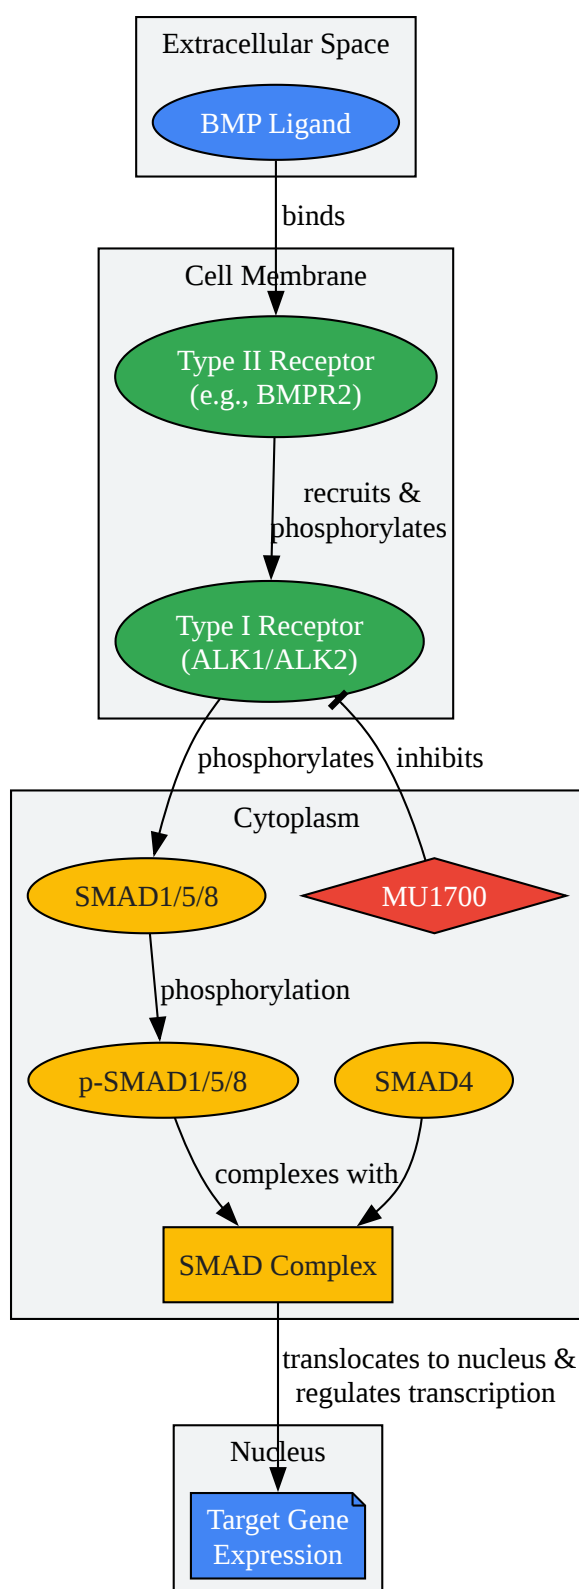 Extracellular Space
BMP Ligand
binds
Cell Membrane
Type II Receptor
(e.g., BMPR2)
recruits &
phosphorylates
Type I Receptor
(ALK1/ALK2)
phosphorylates
inhibits
Cytoplasm
SMAD1/5/8
MU1700
phosphorylation
p-SMAD1/5/8
SMAD4
complexes with
SMAD Complex
translocates to nucleus &
regulates transcription
Nucleus
Target Gene
Expression